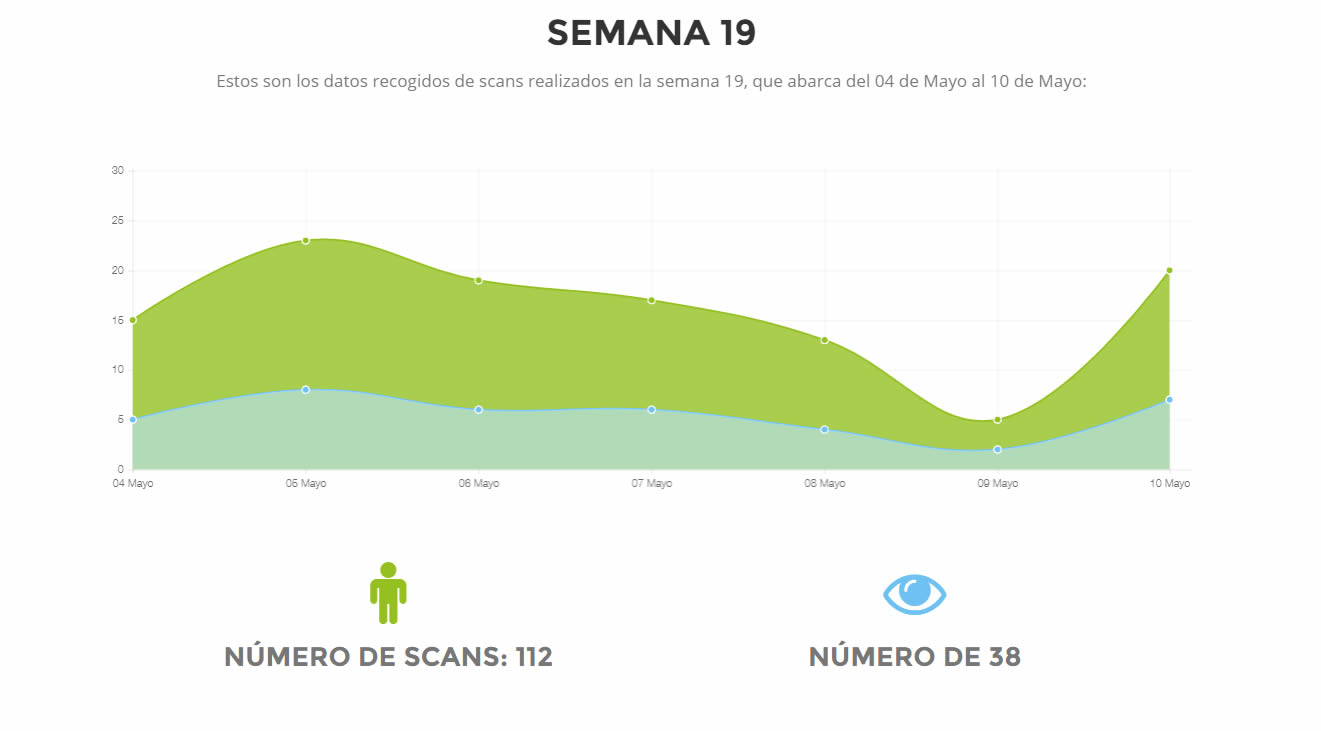 SEMANA 19
Estos son los datos recogidos de scans realizados en la semana 19, que abarca del 04 de Mayo al 10 de Mayo:
30
25
20
15
10
5
0
04 Mayo 05 Mayo 06 Mayo 07 Mayo 08 Mayo 09 Mayo 10 Mayo
NÚMERO DE SCANS: 112
NÚMERO DE 38